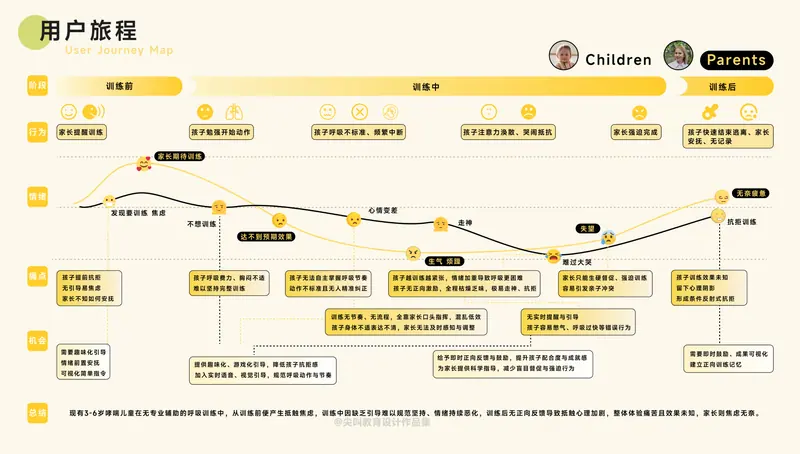 用户旅程
User Journey Map
Children
Parents
阶段
训练前
训练中
训练后
行为
家长提醒训练
孩子勉强开始动作
孩子呼吸不标准、频繁中断
孩子注意力涣散、哭闹抵抗
家长强迫完成
孩子快速结束逃离、家长
安抚、无记录
情绪
家长期待训练
发现要训练 焦虑
不想训练
达不到预期效果
心情变差
生气 烦躁
走神
难过大哭
失望
无奈疲惫
抗拒训练
痛点
孩子提前抗拒
无引导易焦虑
家长不知如何安抚
孩子呼吸费力、胸闷不适
难以坚持完整训练
孩子无法自主掌握呼吸节奏
动作不标准且无人精准纠正
孩子越训练越紧张，情绪加重导致呼吸更困难
孩子无正向激励，全程枯燥乏味，极易走神、抗拒
家长只能生硬督促、强迫训练
容易引发亲子冲突
孩子训练效果未知
留下心理阴影
形成条件反射式抗拒
训练无节奏、无流程，全靠家长口头指挥，混乱低效
孩子身体不适表达不清，家长无法及时感知与调整
无实时提醒与引导
孩子容易憋气、呼吸过快等错误行为
机会
需要趣味化引导
情绪前置安抚
可视化简单指令
提供趣味化、游戏化引导，降低孩子抗拒感
加入实时语音、视觉引导，规范呼吸动作与节奏
给予即时正向反馈与鼓励，提升孩子配合度与成就感
为家长提供科学指导，减少盲目督促与强迫行为
需要即时鼓励、成果可视化
建立正向训练记忆
总结
现有3-6岁哮喘儿童在无专业辅助的呼吸训练中，从训练前便产生抵触焦虑，训练中因缺乏引导难以规范坚持、情绪持续恶化，训练后无正向反馈导致抵触心理加剧，整体体验痛苦且效果未知，家长则焦虑无奈。
@尖叫教育设计作品集